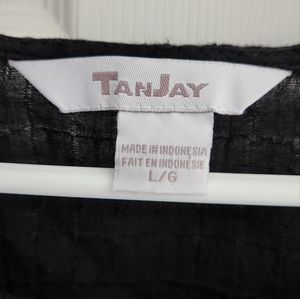 TANJAY
MADE IN INDONESIA
FAIT EN INDONÉSIE
L/G